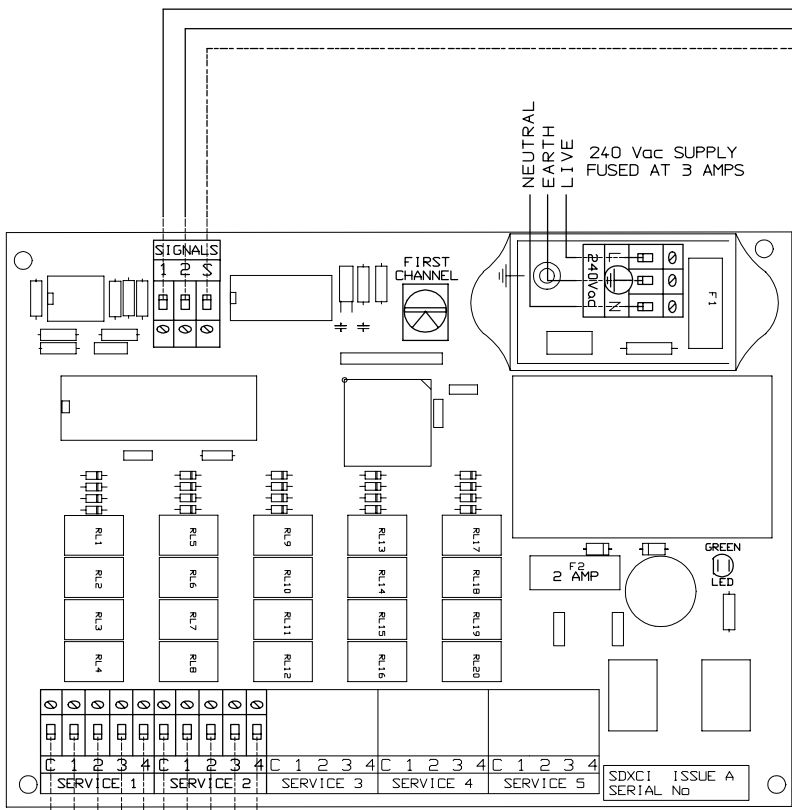 NEUTRAL
EARTH
LIVE
240 Vac SUPPLY
FUSED AT 3 AMPS
SIGNALS
1 2 S
FIRST
CHANNEL
240Vac
L
N
F1
RL1 RL5 RL9 RL13 RL17
RL2 RL6 RL10 RL14 RL18
RL3 RL7 RL11 RL15 RL19
RL4 RL8 RL12 RL16 RL20
F2
2 AMP
GREEN
LED
C 1 2 3 4 C 1 2 3 4 C 1 2 3 4 C 1 2 3 4 C 1 2 3 4
SERVICE 1 SERVICE 2 SERVICE 3 SERVICE 4 SERVICE 5
SDXCI ISSUE A
SERIAL No